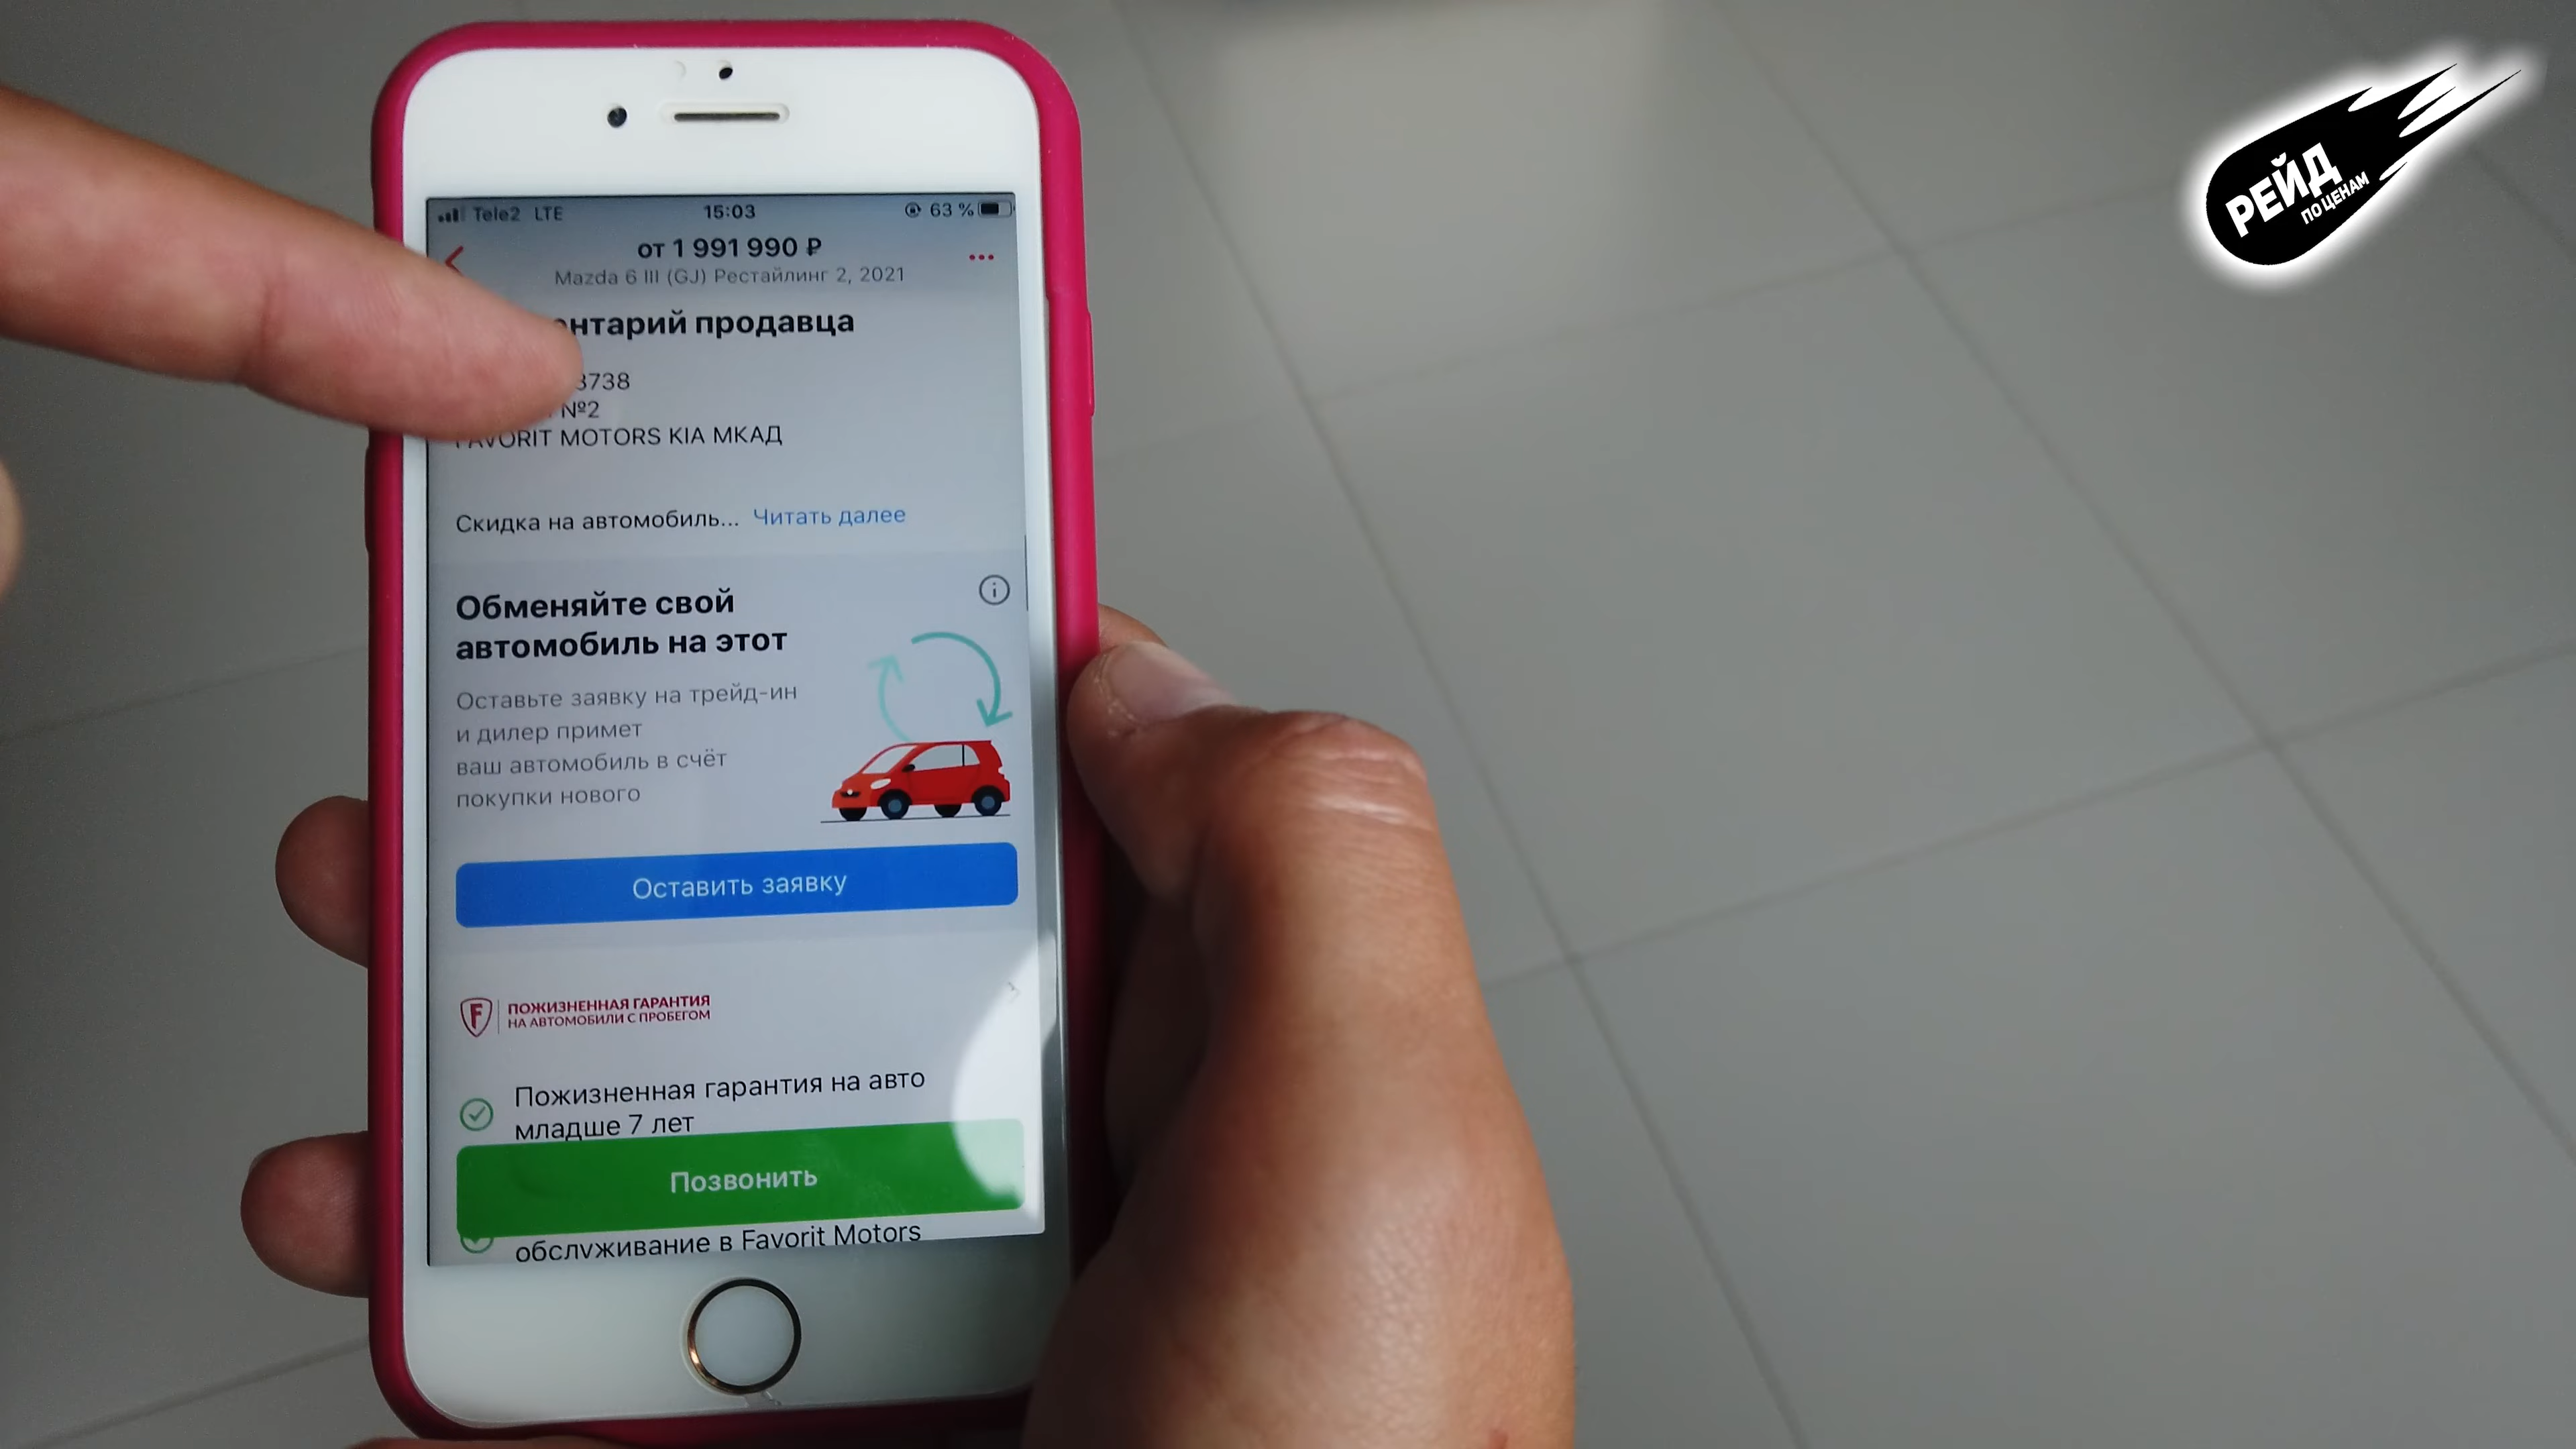 Tele2 LTE 15:03 63 %
от 1 991 990 ₽
Mazda 6 III (GJ) Рестайлинг 2, 2021
нтарий продавца
3738
№2
FAVORIT MOTORS KIA МКАД
Скидка на автомобиль... Читать далее
Обменяйте свой
автомобиль на этот
Оставьте заявку на трейд-ин
и дилер примет
ваш автомобиль в счёт
покупки нового
Оставить заявку
F
ПОЖИЗНЕННАЯ ГАРАНТИЯ
НА АВТОМОБИЛИ С ПРОБЕГОМ
Пожизненная гарантия на авто
младше 7 лет
Позвонить
обслуживание в Favorit Motors
РЕЙД
ПО ЦЕНАМ